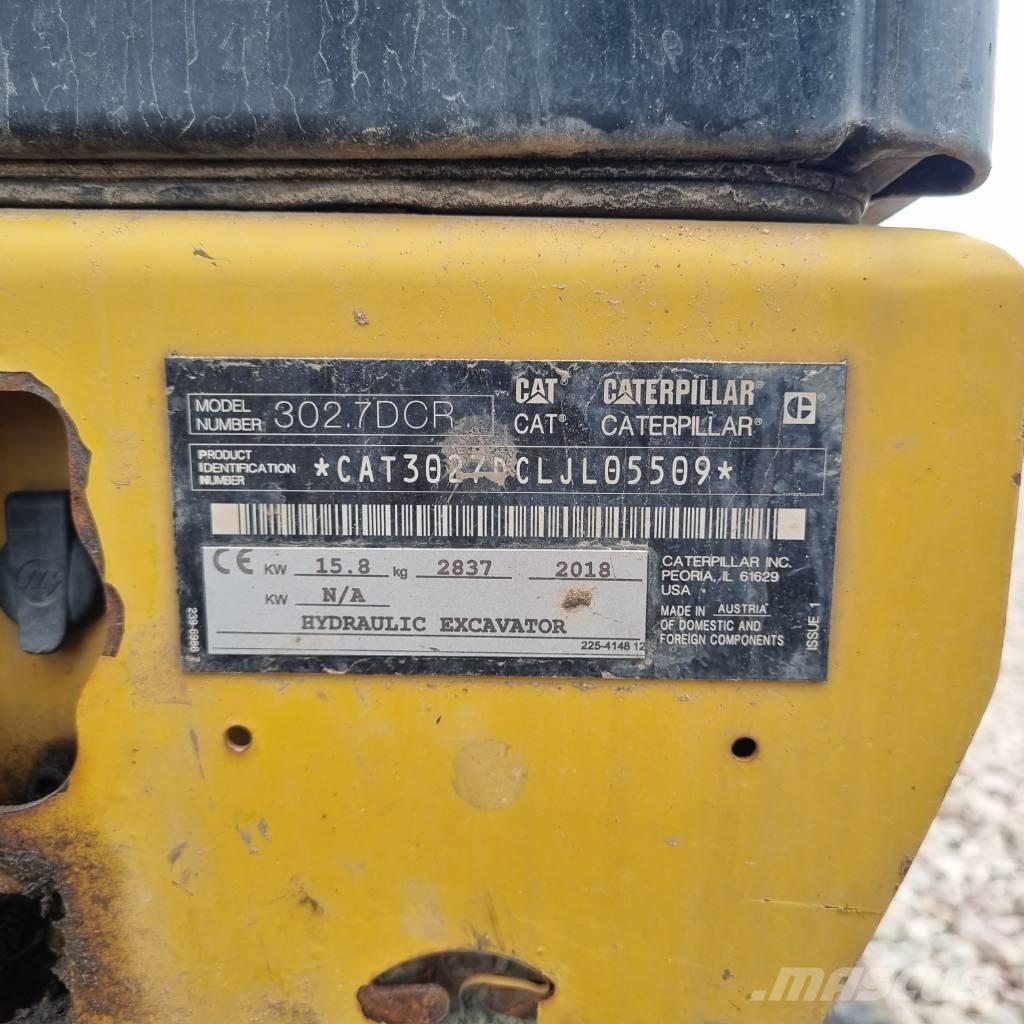 MODEL NUMBER 302.7DCR
CAT® CATERPILLAR®
CAT® CATERPILLAR®
PRODUCT IDENTIFICATION NUMBER *CAT3027DCLJL05509*
CE KW 15.8 kg 2837 2018
KW N/A
HYDRAULIC EXCAVATOR
225-4148 12
CATERPILLAR INC.
PEORIA, IL 61629
USA
MADE IN AUSTRIA
OF DOMESTIC AND
FOREIGN COMPONENTS
ISSUE 1
MASCUS